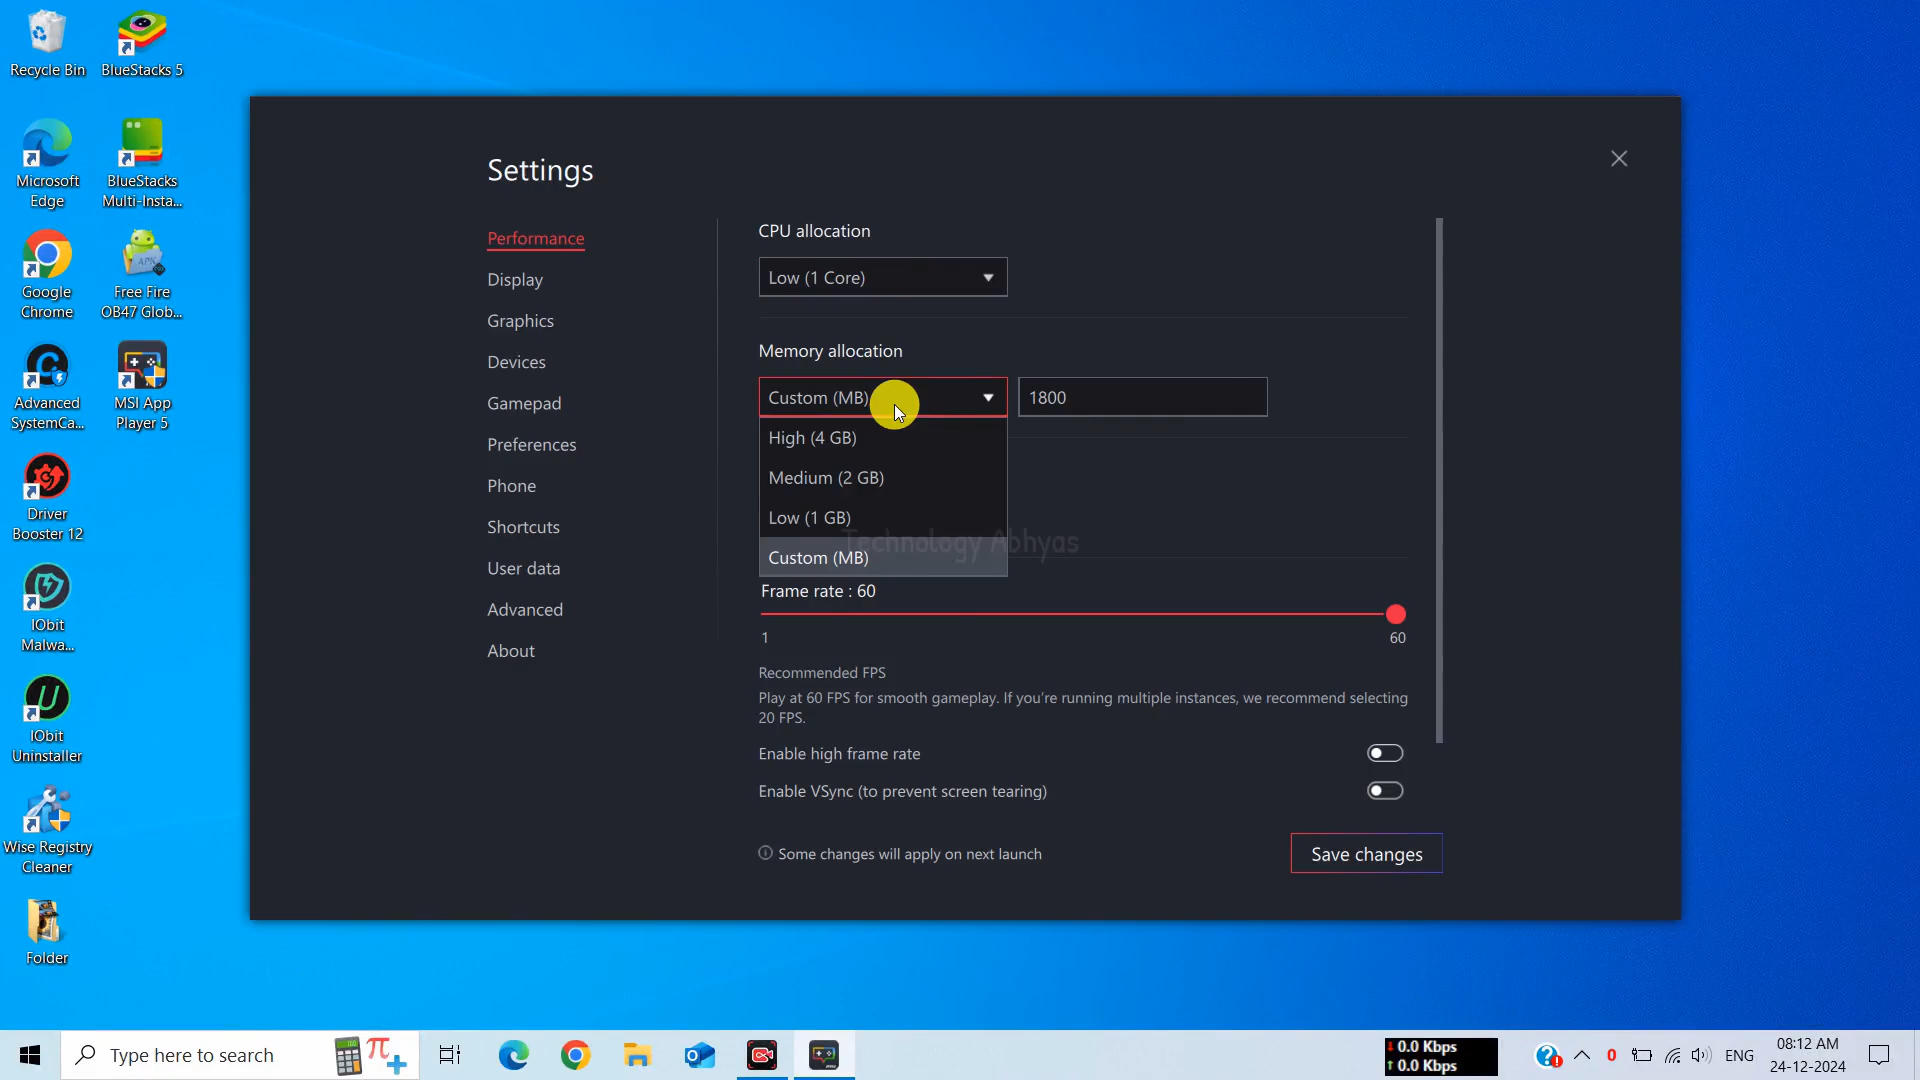 Recycle Bin
BlueStacks 5
Microsoft
Edge
BlueStacks
Multi-Insta...
Google
Chrome
Free Fire
OB47 Glob...
Advanced
SystemCa...
MSI App
Player 5
Driver
Booster 12
IObit
Malwa...
IObit
Uninstaller
Wise Registry
Cleaner
Folder
Settings
Performance
Display
Graphics
Devices
Gamepad
Preferences
Phone
Shortcuts
User data
Advanced
About
CPU allocation
Low (1 Core)
Memory allocation
Custom (MB)
1800
High (4 GB)
Medium (2 GB)
Low (1 GB)
Custom (MB)
Technology Abhyas
Frame rate : 60
1
60
Recommended FPS
Play at 60 FPS for smooth gameplay. If you're running multiple instances, we recommend selecting
20 FPS.
Enable high frame rate
Enable VSync (to prevent screen tearing)
Some changes will apply on next launch
Save changes
Type here to search
0.0 Kbps
0.0 Kbps
0
ENG
08:12 AM
24-12-2024